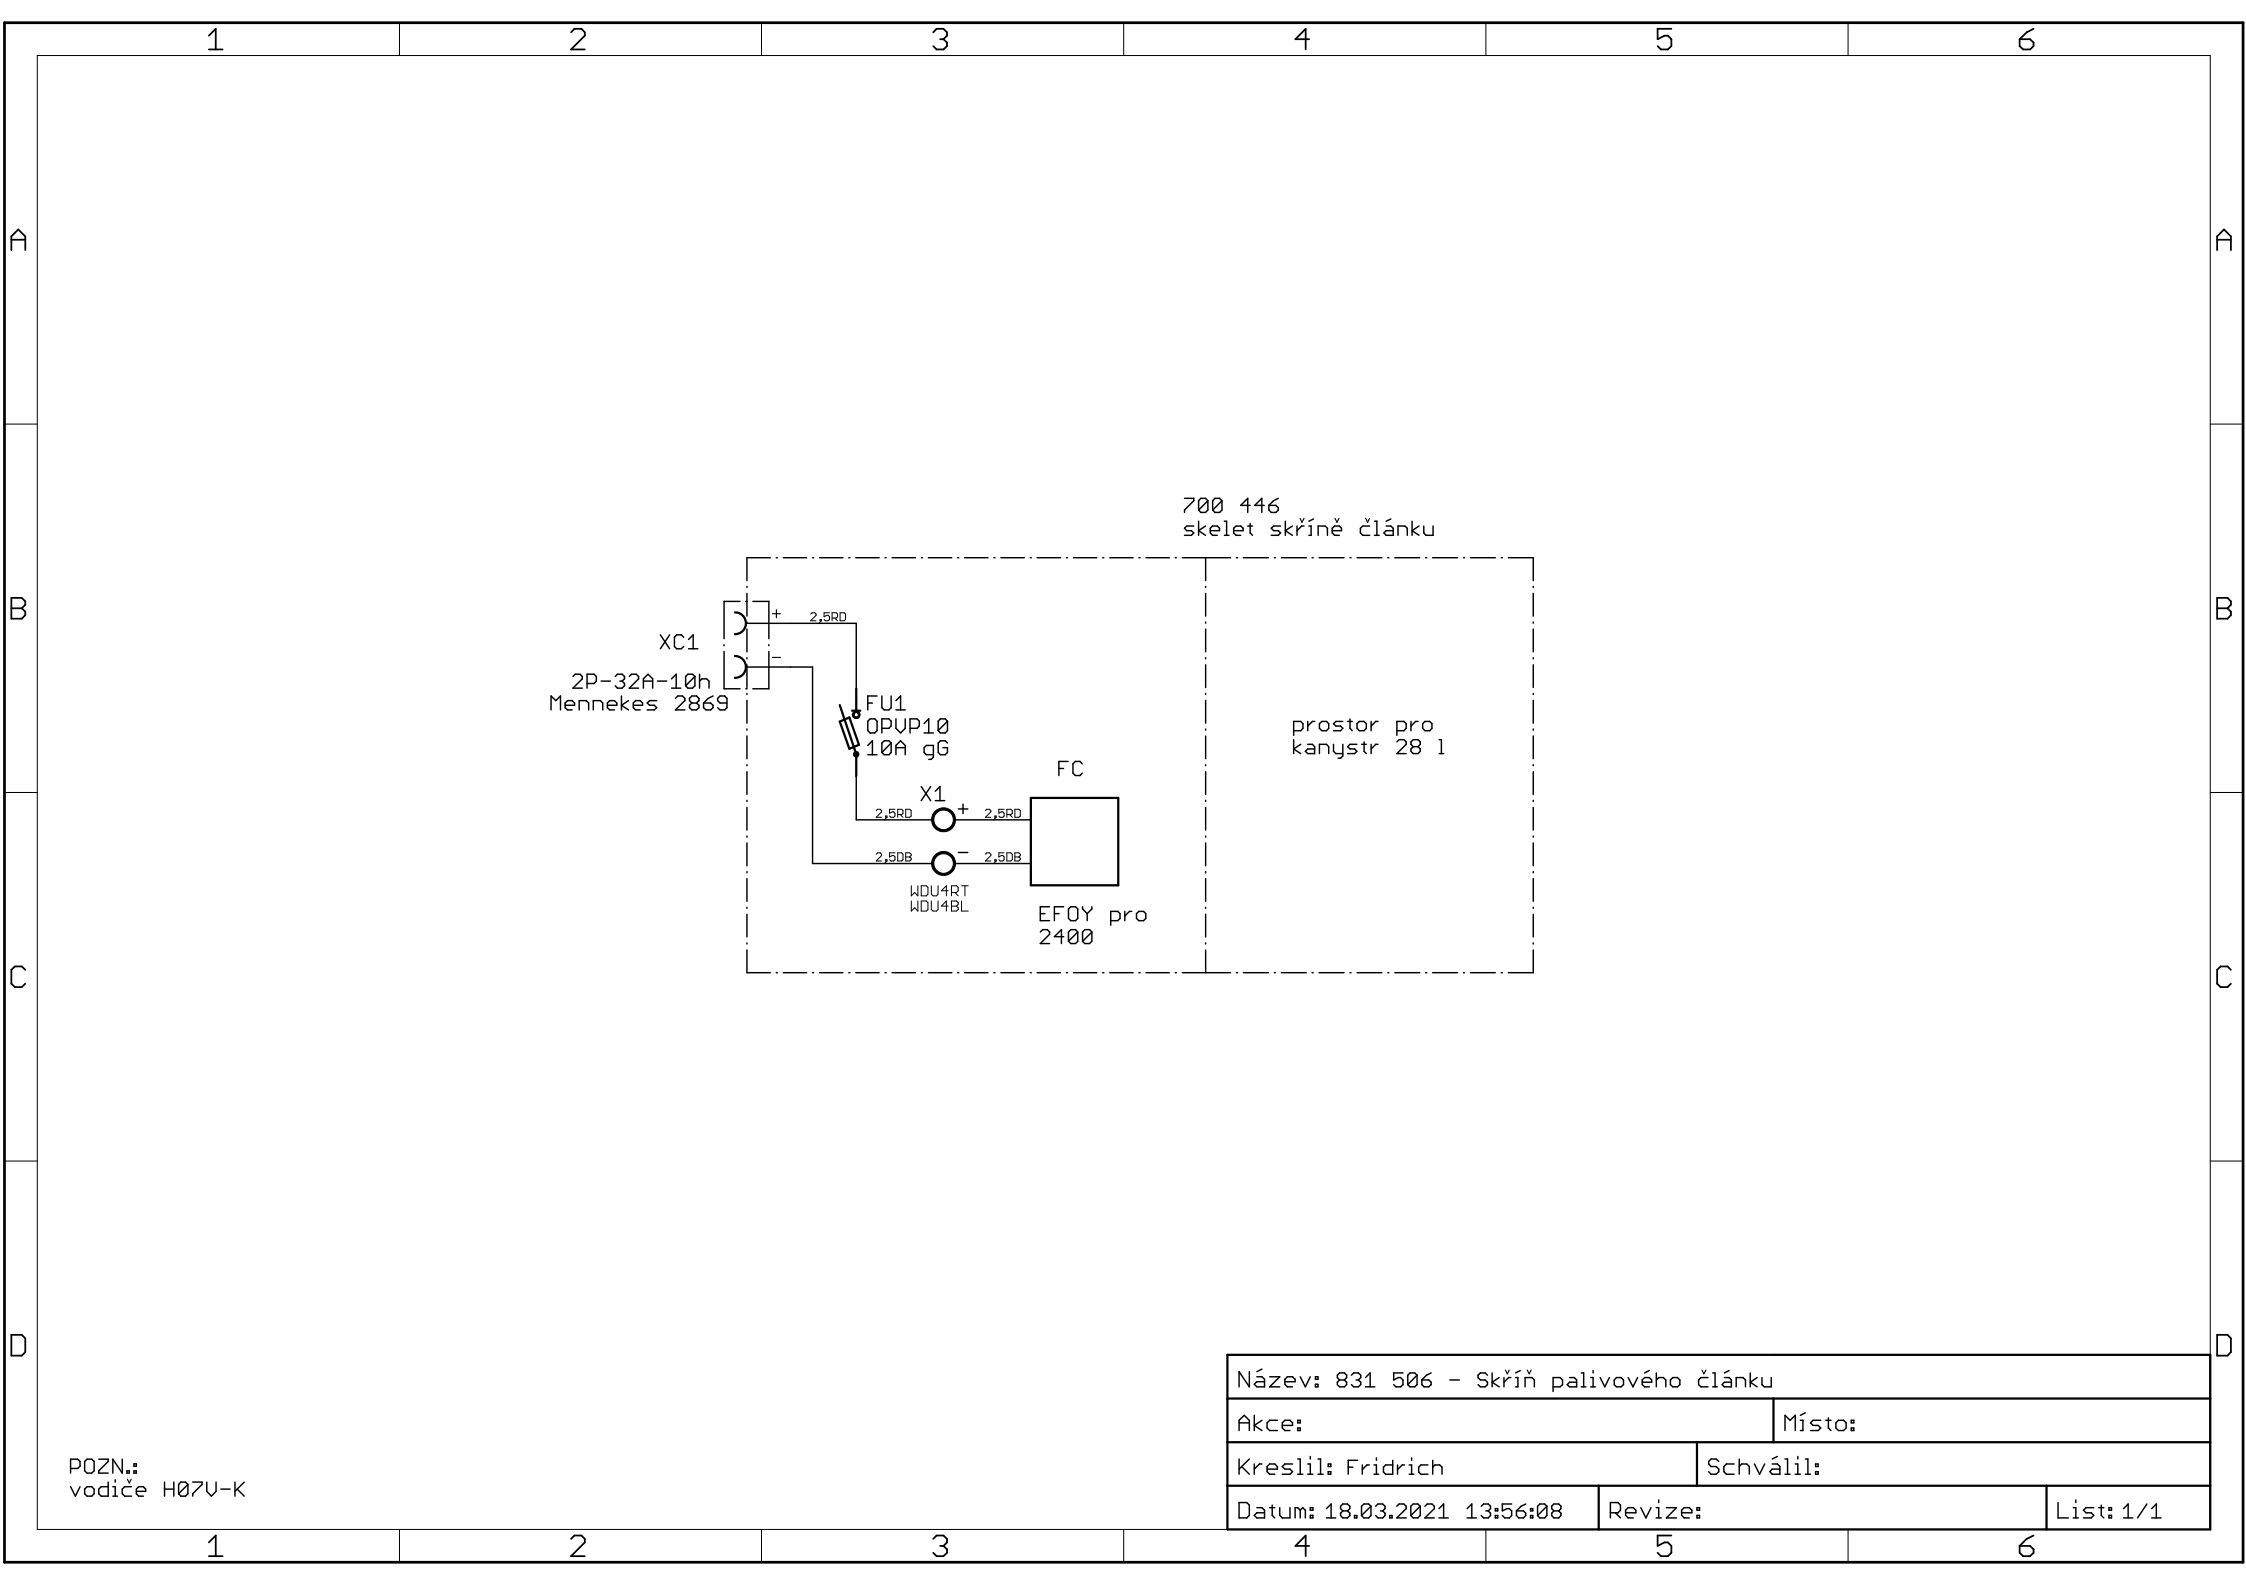 1 2 3 4 5 6
A A
700 446
skelet skříně článku
B B
+
2,5RD
XC1
-
2P-32A-10h
Mennekes 2869
FU1
OPVP10
10A gG
prostor pro
kanystr 28 l
FC
X1
2,5RD + 2,5RD
2,5DB - 2,5DB
WDU4RT
WDU4BL
EFOY pro
2400
C C
D D
Název: 831 506 - Skříň palivového článku
Akce: Místo:
Kreslil: Fridrich Schválil:
Datum: 18.03.2021 13:56:08 Revize: List: 1/1
POZN.:
vodiče H07V-K
1 2 3 4 5 6